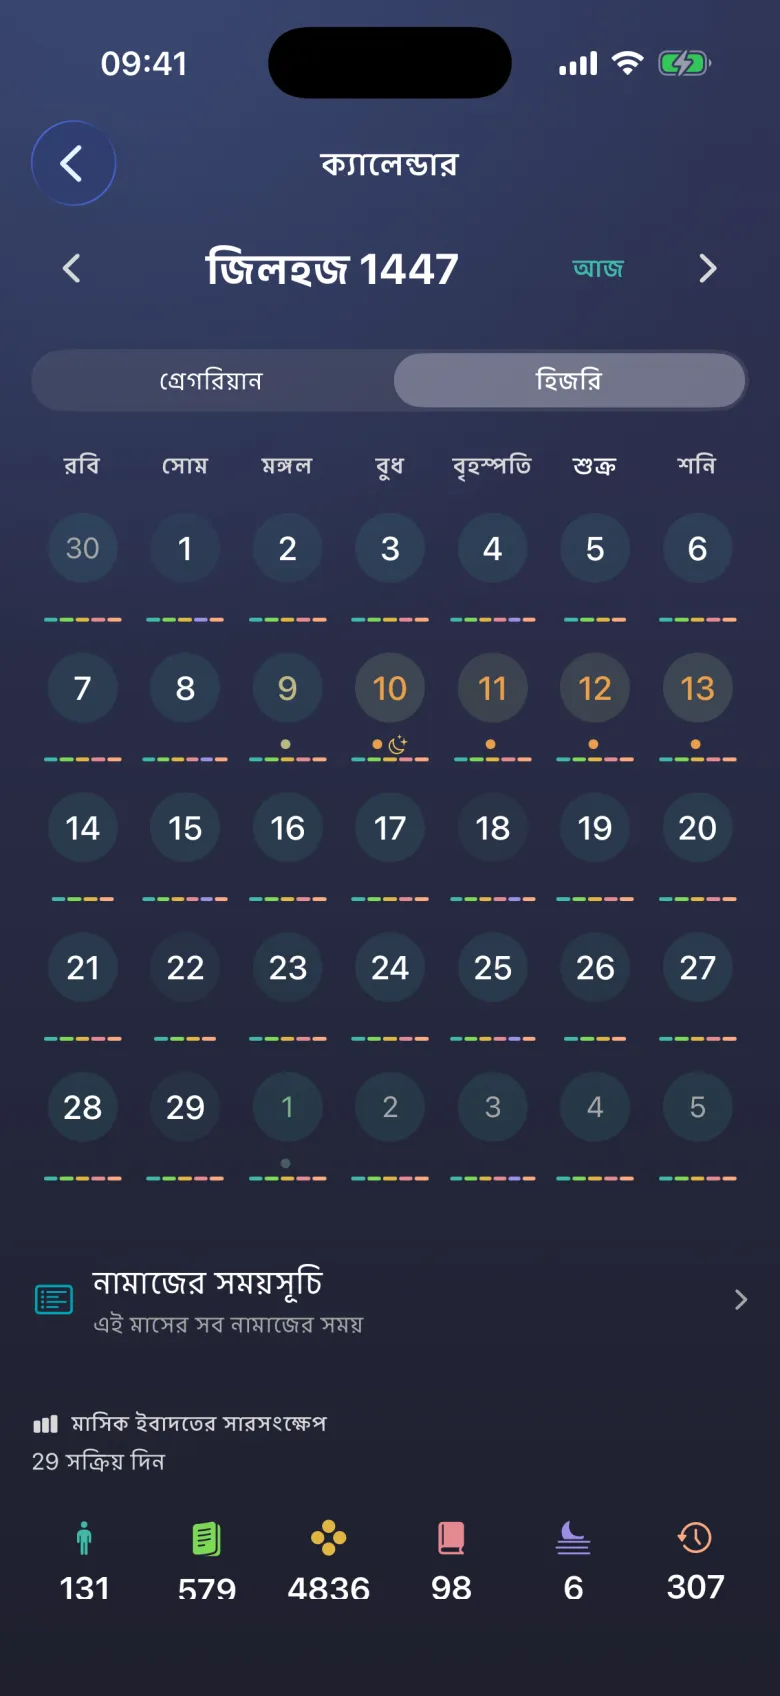 09:41
ক্যালেন্ডার
জিলহজ 1447 আজ
গ্রেগরিয়ান হিজরি
রবি সোম মঙ্গল বুধ বৃহস্পতি শুক্র শনি
30 1 2 3 4 5 6
7 8 9 10 11 12 13
14 15 16 17 18 19 20
21 22 23 24 25 26 27
28 29 1 2 3 4 5
নামাজের সময়সূচি
এই মাসের সব নামাজের সময়
মাসিক ইবাদতের সারসংক্ষেপ
29 সক্রিয় দিন
131 579 4836 98 6 307